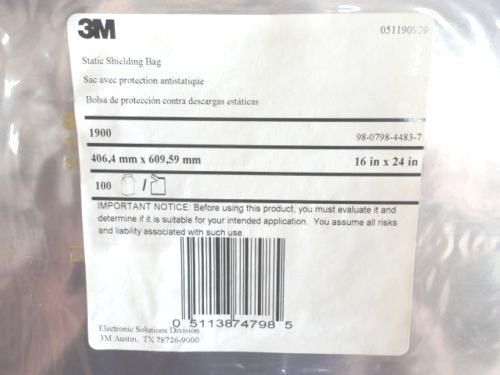 3M
Static Shielding Bag
Sac avec protection antistatique
Bolsa de protección contra descargas estáticas
1900
98-0798-4483-7
406,4 mm x 609,59 mm
16 in x 24 in
100 /
IMPORTANT NOTICE: Before using this product, you must evaluate it and
determine if it is suitable for your intended application. You assume all risks
and liability associated with such use.
0 51138 74798 5
Electronic Solutions Division
3M Austin, TX 78726-9000